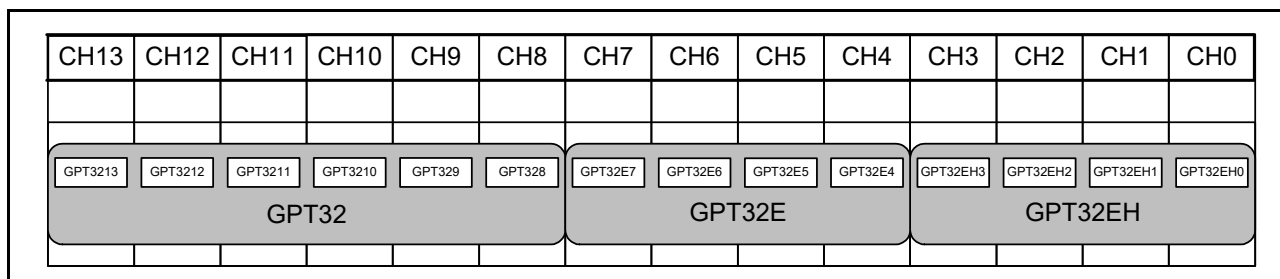 CH13 CH12 CH11 CH10 CH9 CH8 CH7 CH6 CH5 CH4 CH3 CH2 CH1 CH0
GPT3213 GPT3212 GPT3211 GPT3210 GPT329 GPT328 GPT32E7 GPT32E6 GPT32E5 GPT32E4 GPT32EH3 GPT32EH2 GPT32EH1 GPT32EH0
GPT32 GPT32E GPT32EH